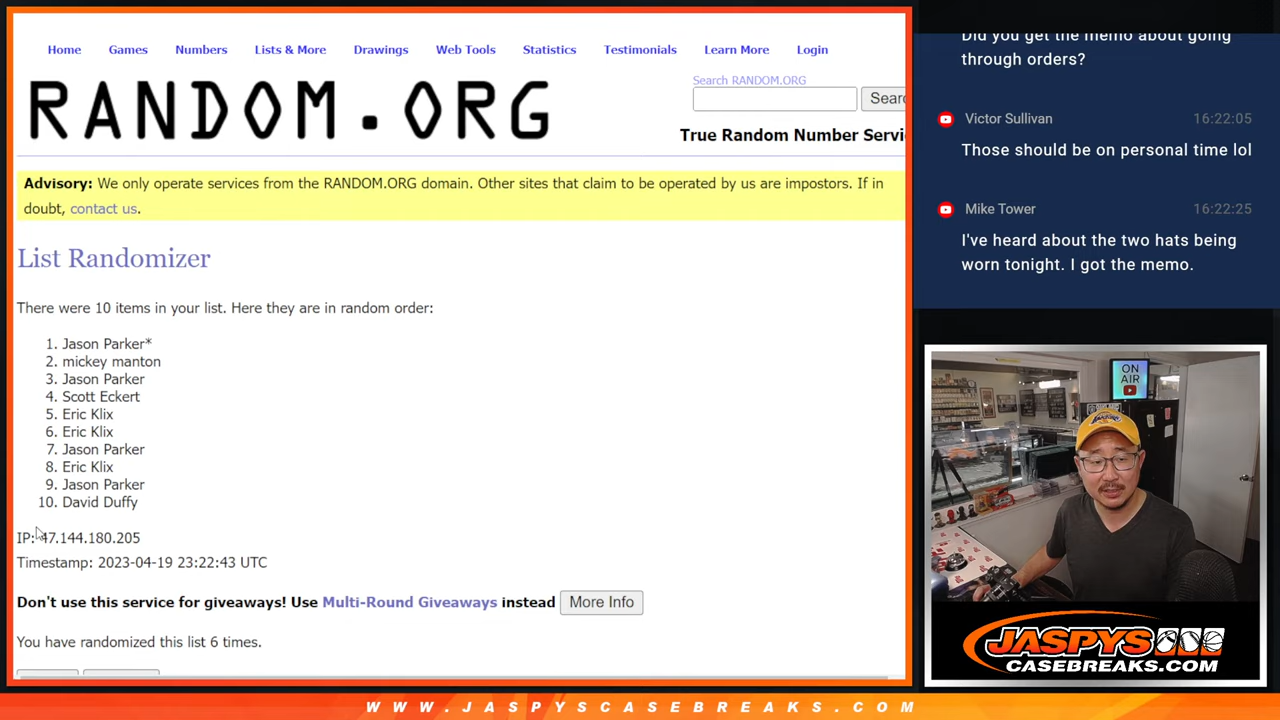 Home Games Numbers Lists & More Drawings Web Tools Statistics Testimonials Learn More Login
RANDOM.ORG
Search RANDOM.ORG
Searc
True Random Number Servi
Advisory: We only operate services from the RANDOM.ORG domain. Other sites that claim to be operated by us are impostors. If in
doubt, contact us.
List Randomizer
There were 10 items in your list. Here they are in random order:
1. Jason Parker*
2. mickey manton
3. Jason Parker
4. Scott Eckert
5. Eric Klix
6. Eric Klix
7. Jason Parker
8. Eric Klix
9. Jason Parker
10. David Duffy
IP: 47.144.180.205
Timestamp: 2023-04-19 23:22:43 UTC
Don't use this service for giveaways! Use Multi-Round Giveaways instead More Info
You have randomized this list 6 times.
Did you get the memo about going
through orders?
Victor Sullivan 16:22:05
Those should be on personal time lol
Mike Tower 16:22:25
I've heard about the two hats being
worn tonight. I got the memo.
ON
AIR
JASPYS
CASEBREAKS.COM
WWW.JASPYSCASEBREAKS.COM